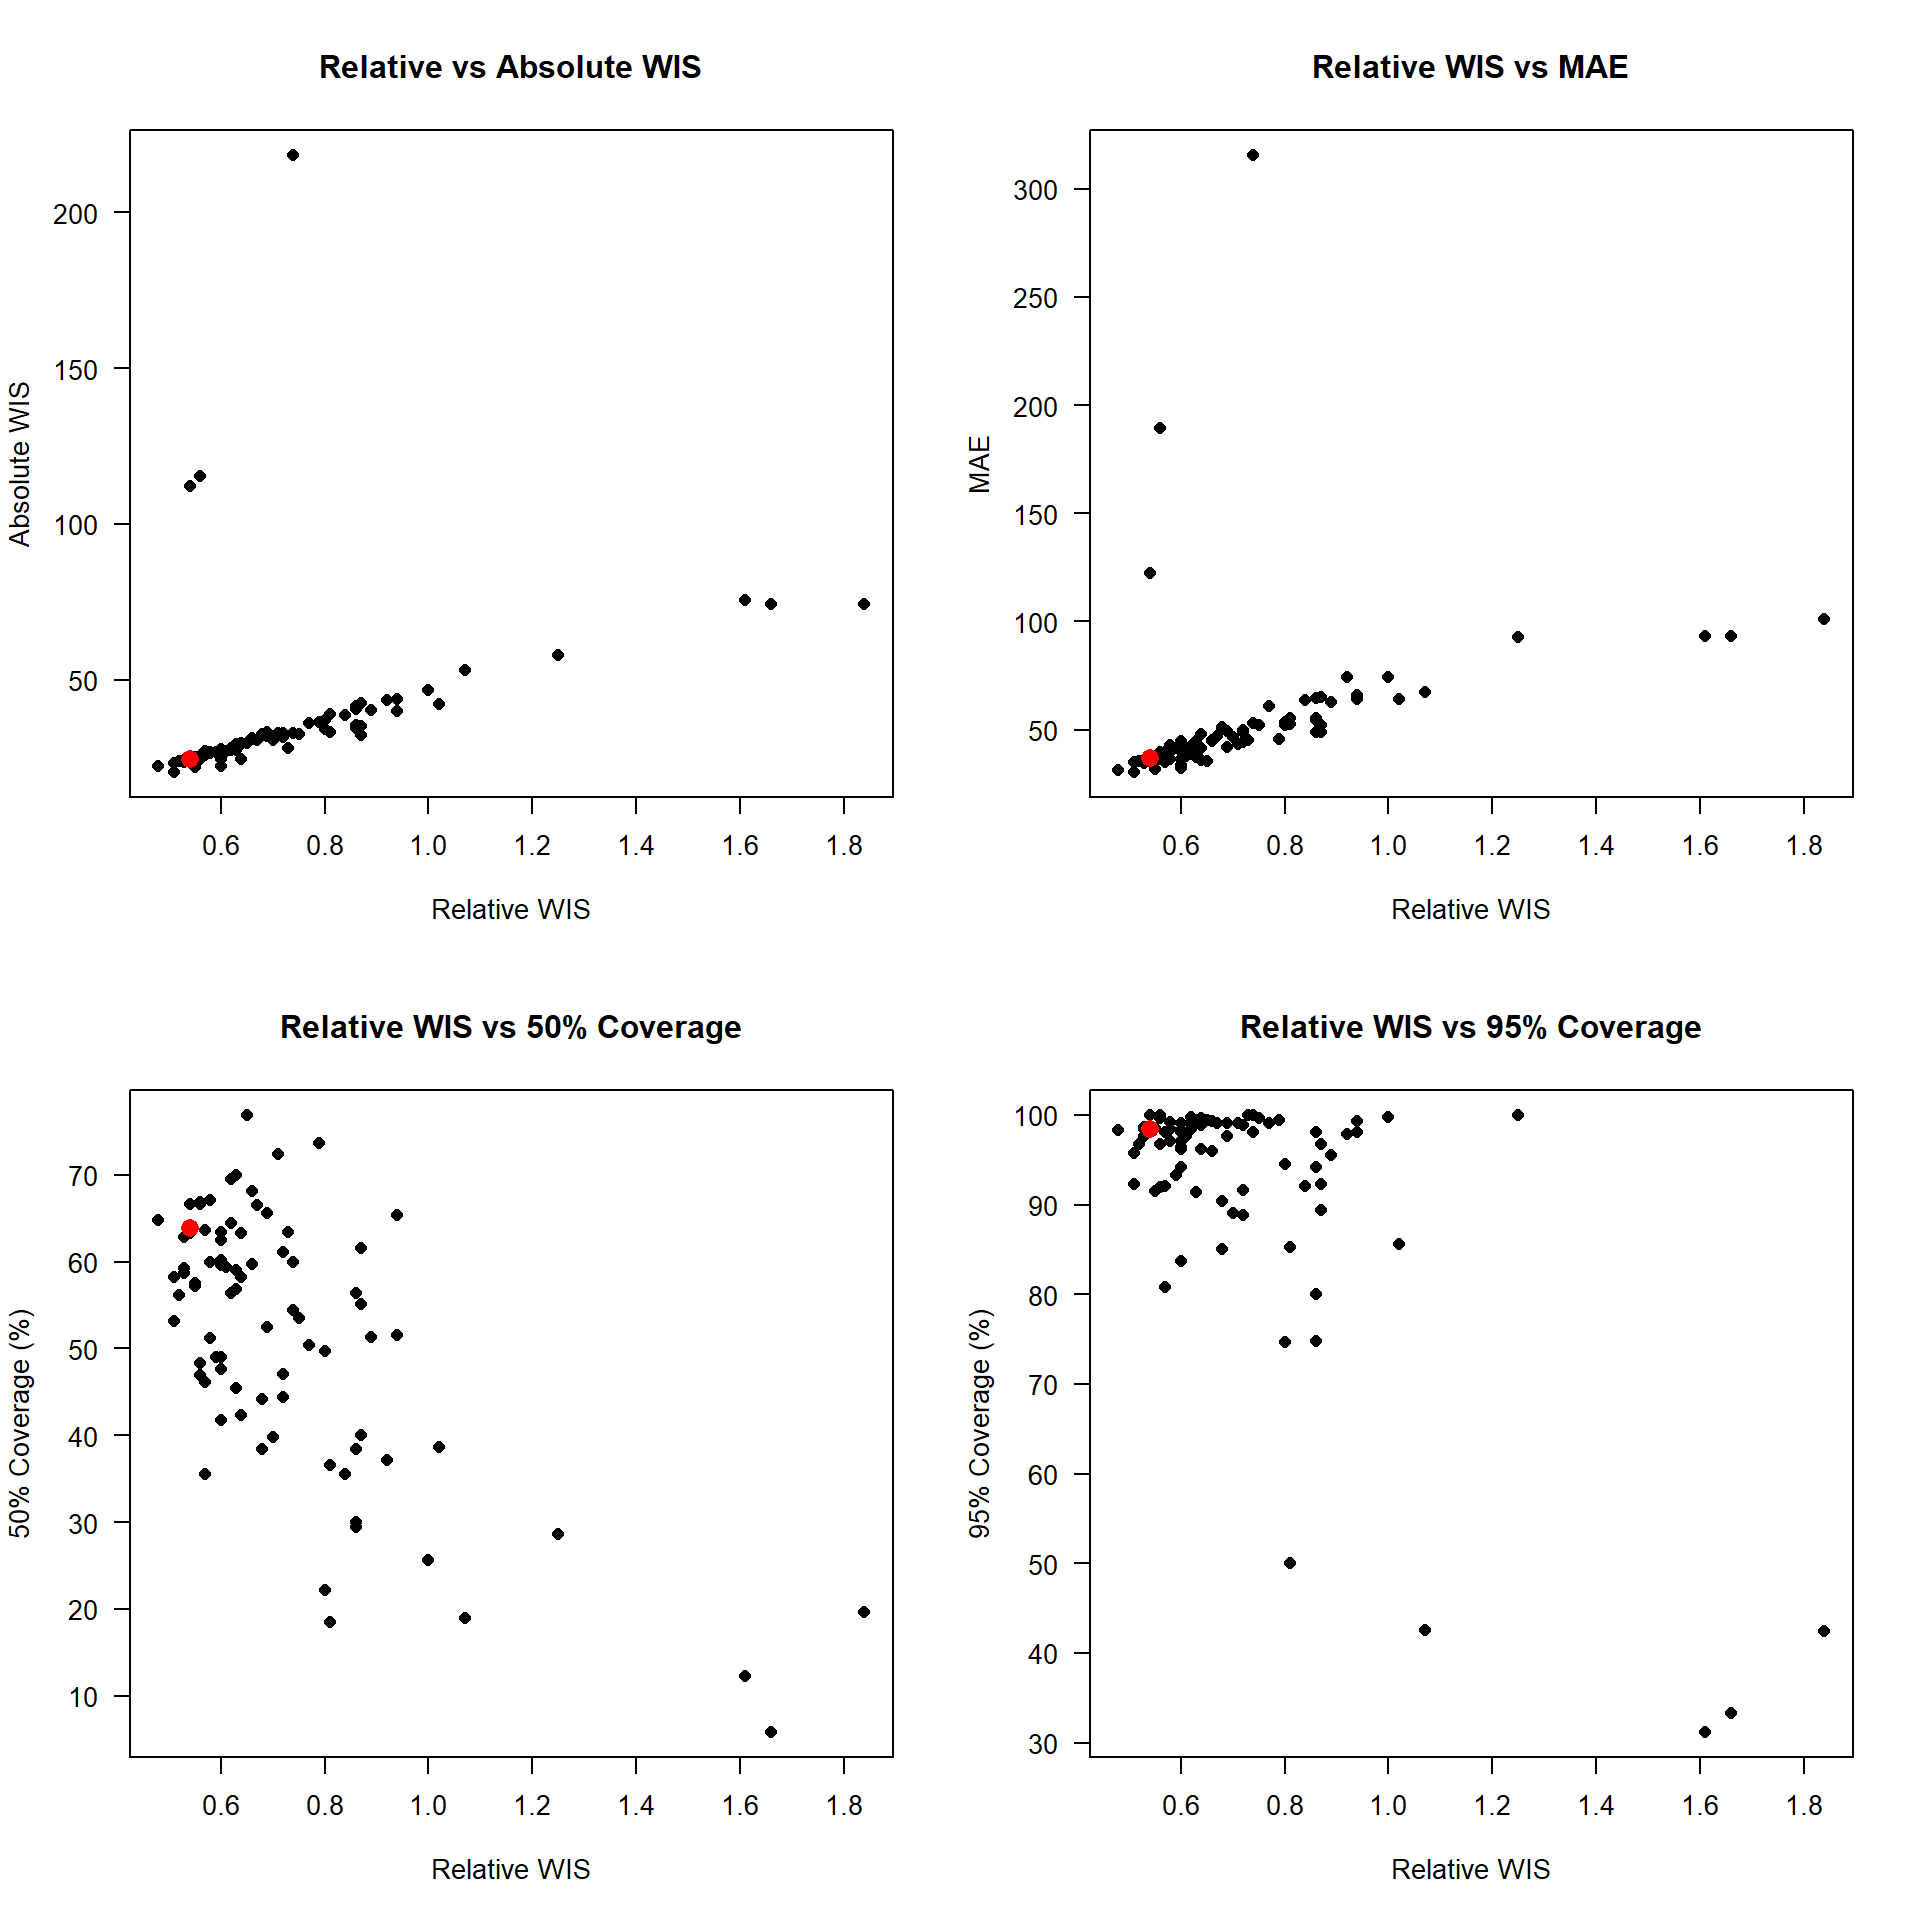 Relative vs Absolute WIS
Absolute WIS
200
150
100
50
0.6 0.8 1.0 1.2 1.4 1.6 1.8
Relative WIS
Relative WIS vs MAE
MAE
300
250
200
150
100
50
0.6 0.8 1.0 1.2 1.4 1.6 1.8
Relative WIS
Relative WIS vs 50% Coverage
50% Coverage (%)
70
60
50
40
30
20
10
0.6 0.8 1.0 1.2 1.4 1.6 1.8
Relative WIS
Relative WIS vs 95% Coverage
95% Coverage (%)
100
90
80
70
60
50
40
30
0.6 0.8 1.0 1.2 1.4 1.6 1.8
Relative WIS